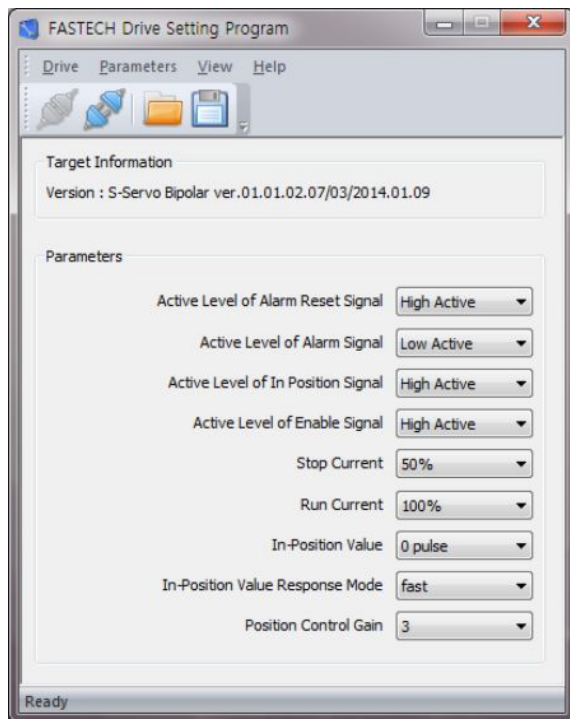 FASTECH Drive Setting Program
Drive Parameters View Help
Target Information
Version : S-Servo Bipolar ver.01.01.02.07/03/2014.01.09
Parameters
Active Level of Alarm Reset Signal High Active
Active Level of Alarm Signal Low Active
Active Level of In Position Signal High Active
Active Level of Enable Signal High Active
Stop Current 50%
Run Current 100%
In-Position Value 0 pulse
In-Position Value Response Mode fast
Position Control Gain 3
Ready